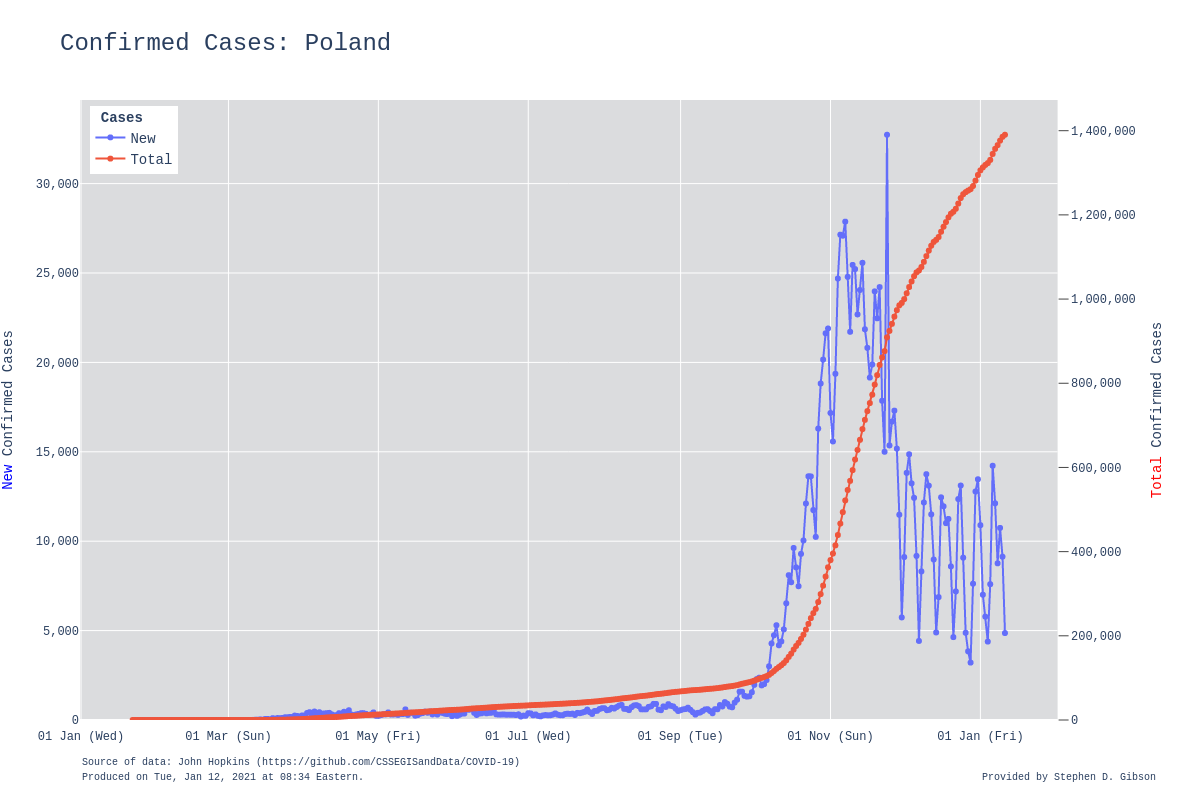 Confirmed Cases: Poland
Cases
New
Total
30,000
25,000
20,000
15,000
10,000
5,000
0
1,400,000
1,200,000
1,000,000
800,000
600,000
400,000
200,000
0
New Confirmed Cases
Total Confirmed Cases
01 Jan (Wed) 01 Mar (Sun) 01 May (Fri) 01 Jul (Wed) 01 Sep (Tue) 01 Nov (Sun) 01 Jan (Fri)
Source of data: John Hopkins (https://github.com/CSSEGISandData/COVID-19)
Produced on Tue, Jan 12, 2021 at 08:34 Eastern.
Provided by Stephen D. Gibson